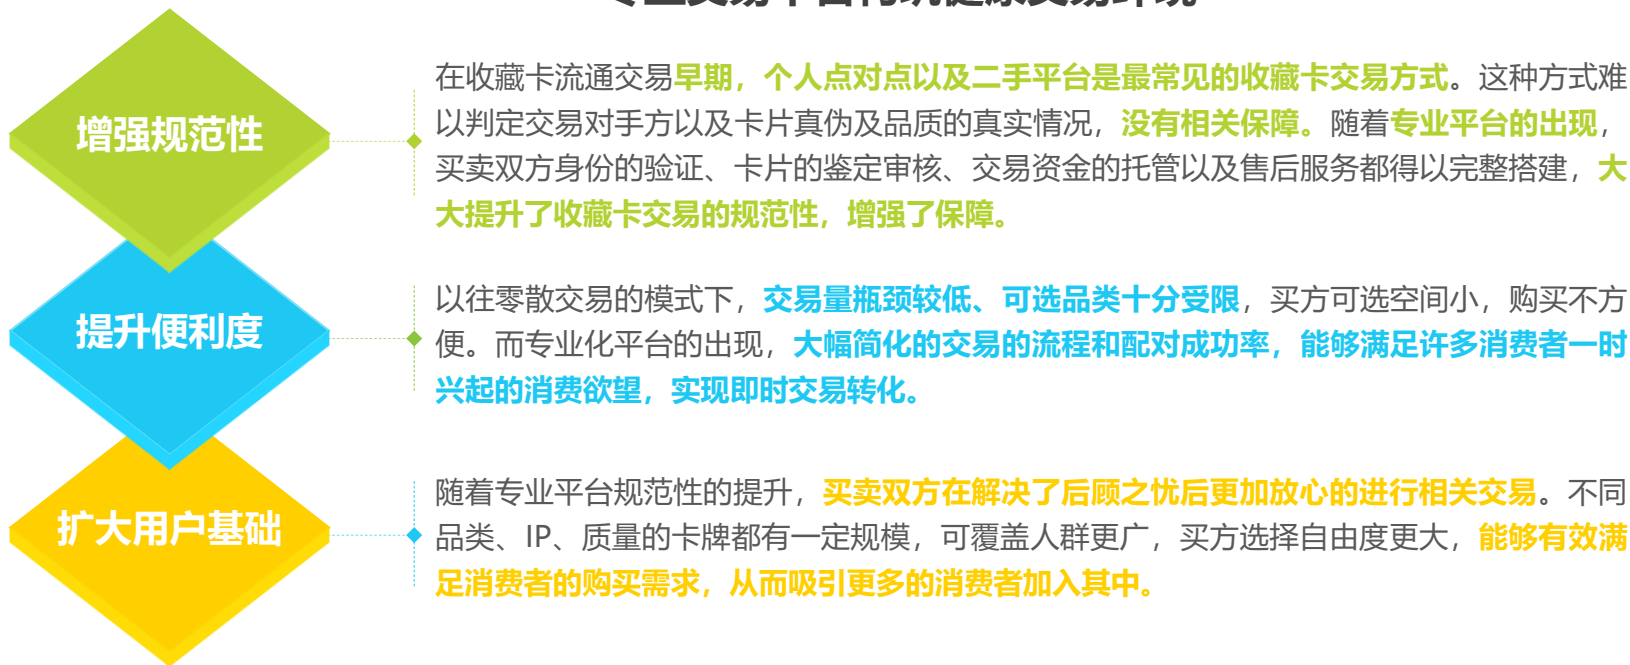 增强规范性
在收藏卡流通交易早期，个人点对点以及二手平台是最常见的收藏卡交易方式。这种方式难
以判定交易对手方以及卡片真伪及品质的真实情况，没有相关保障。随着专业平台的出现，
买卖双方身份的验证、卡片的鉴定审核、交易资金的托管以及售后服务都得以完整搭建，大
大提升了收藏卡交易的规范性，增强了保障。
提升便利度
以往零散交易的模式下，交易量瓶颈较低、可选品类十分受限，买方可选空间小，购买不方
便。而专业化平台的出现，大幅简化的交易的流程和配对成功率，能够满足许多消费者一时
兴起的消费欲望，实现即时交易转化。
扩大用户基础
随着专业平台规范性的提升，买卖双方在解决了后顾之忧后更加放心的进行相关交易。不同
品类、IP、质量的卡牌都有一定规模，可覆盖人群更广，买方选择自由度更大，能够有效满
足消费者的购买需求，从而吸引更多的消费者加入其中。